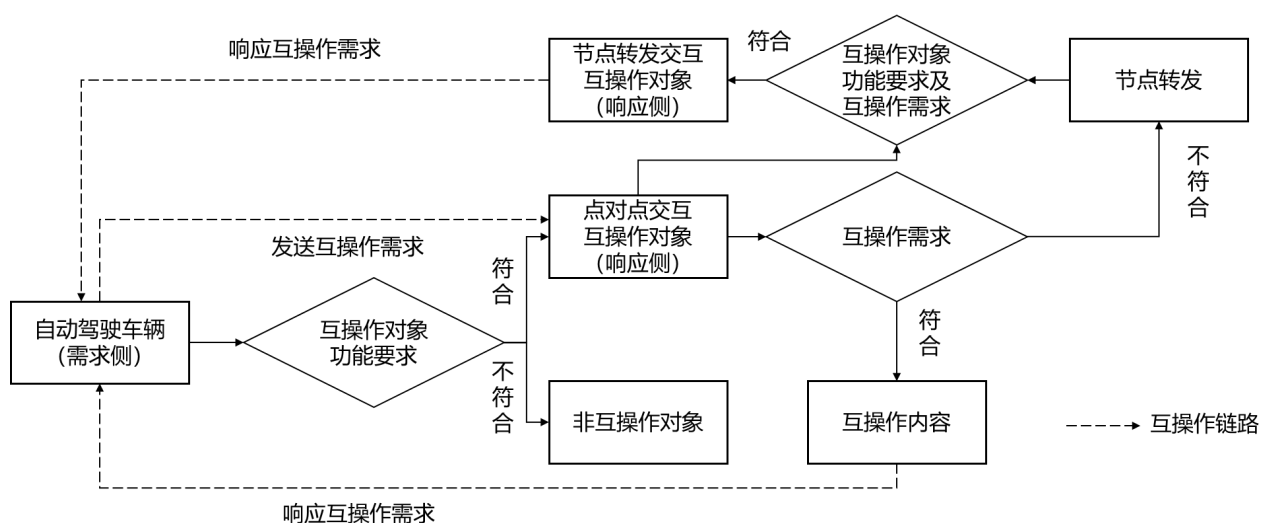 响应互操作需求
节点转发交互
互操作对象
（响应侧）
符合
互操作对象
功能要求及
互操作需求
节点转发
不符合
发送互操作需求
点对点交互
互操作对象
（响应侧）
互操作需求
符合
自动驾驶车辆
（需求侧）
互操作对象
功能要求
符合
不符合
非互操作对象
互操作内容
互操作链路
响应互操作需求